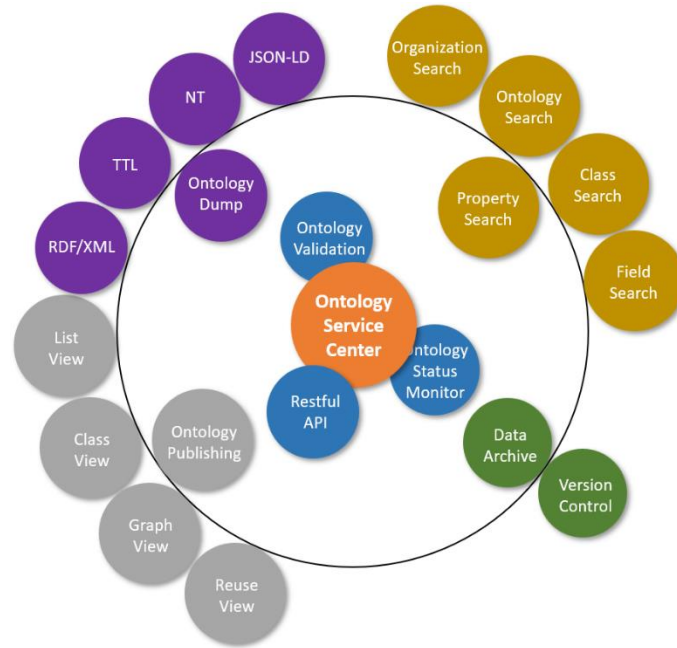 JSON-LD
NT
TTL
RDF/XML
Ontology
Dump
Organization
Search
Ontology
Search
Class
Search
Property
Search
Field
Search
Ontology
Validation
Ontology
Service
Center
Ontology
Status
Monitor
Restful
API
List
View
Class
View
Graph
View
Reuse
View
Ontology
Publishing
Data
Archive
Version
Control